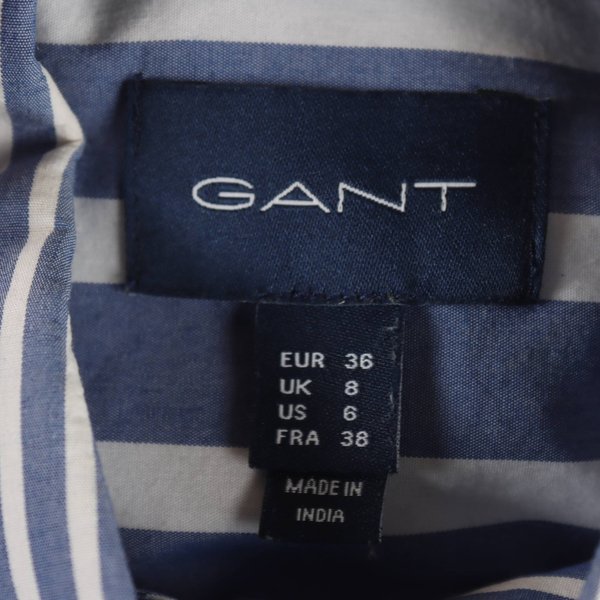 GANT
EUR 36
UK 8
US 6
FRA 38
MADE IN
INDIA